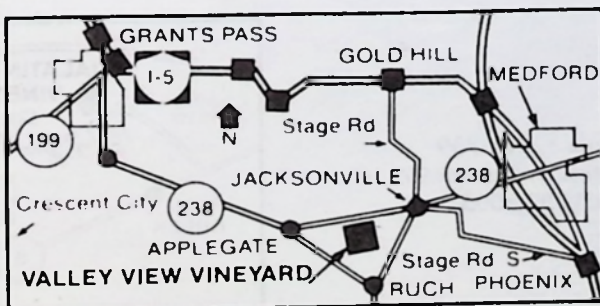 GRANTS PASS
I-5
GOLD HILL
MEDFORD
199
N
Stage Rd
JACKSONVILLE
238
Crescent City
238
APPLEGATE
Stage Rd S
VALLEY VIEW VINEYARD
RUCH
PHOENIX